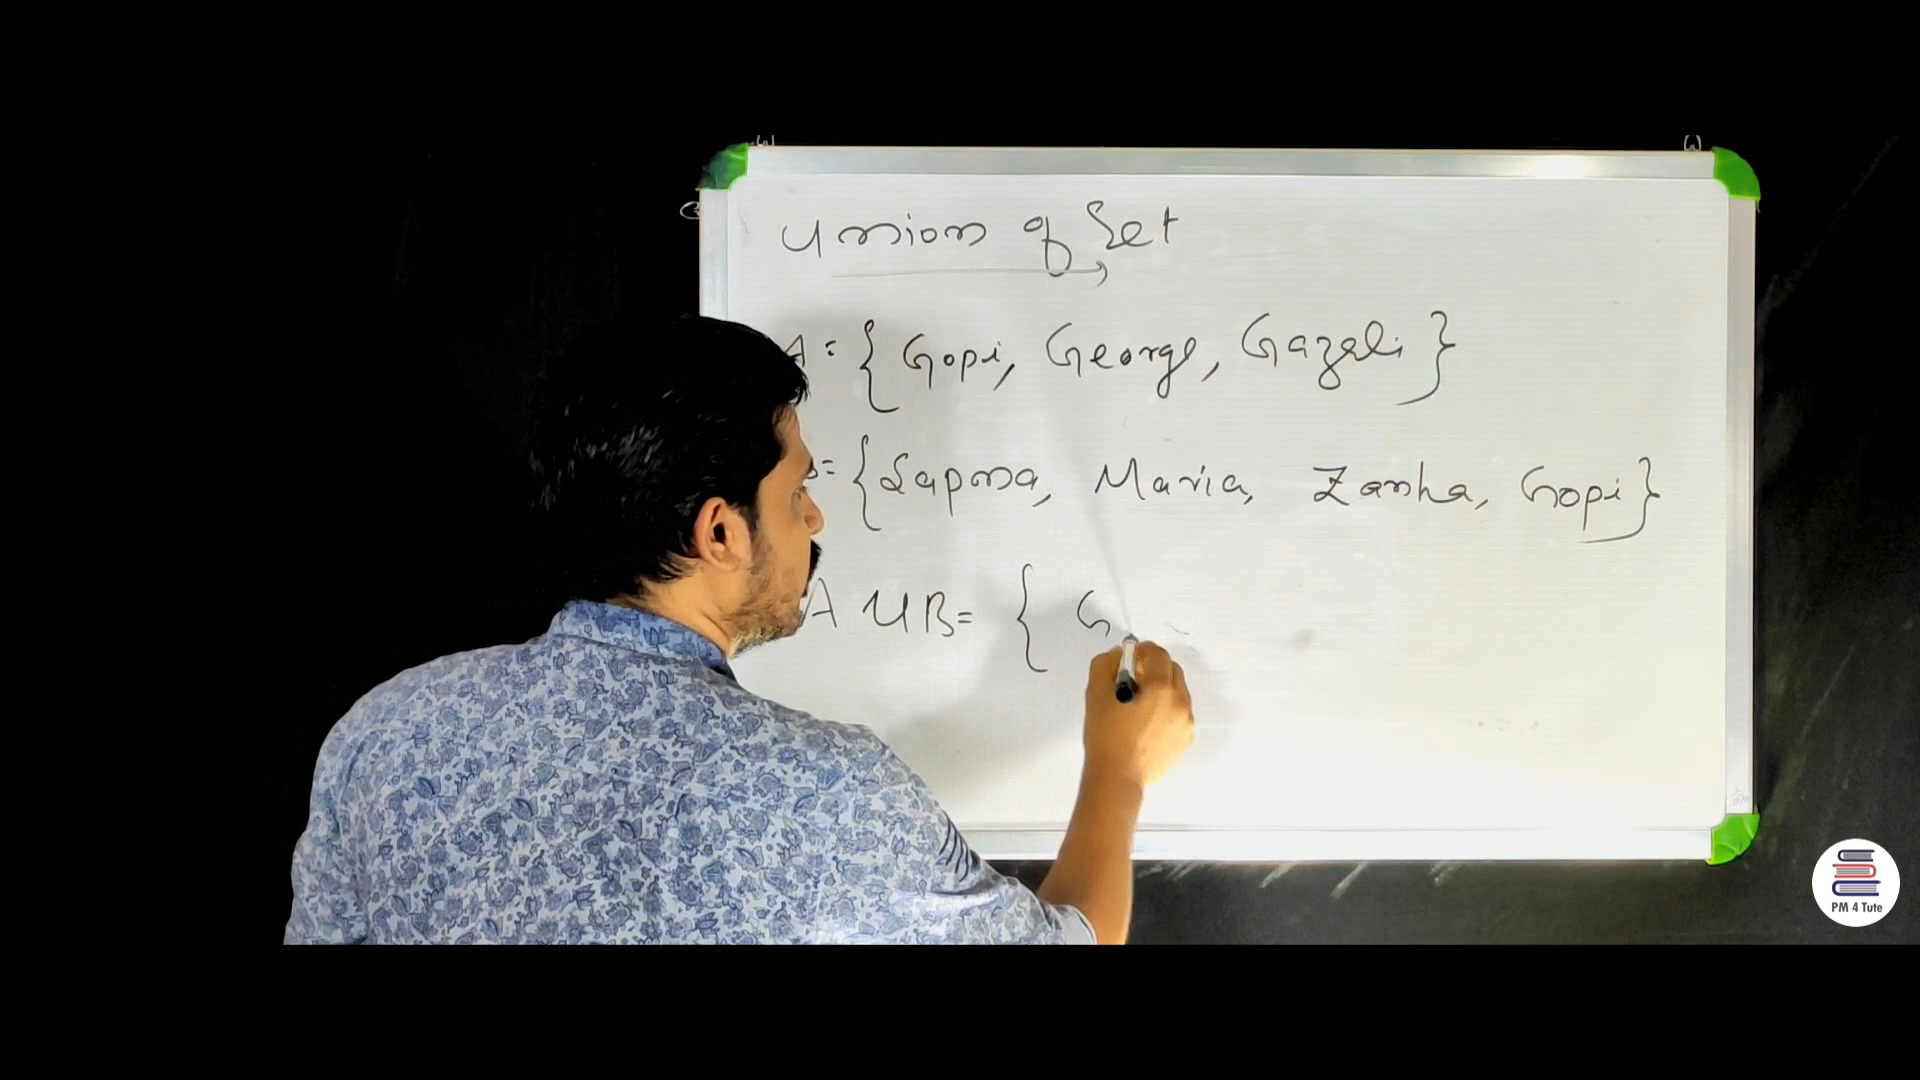 Union of Set
A = { Gopi, George, Gazali }
B = { Sapna, Maria, Zanha, Gopi }
A U B = { G
PM 4 Tute